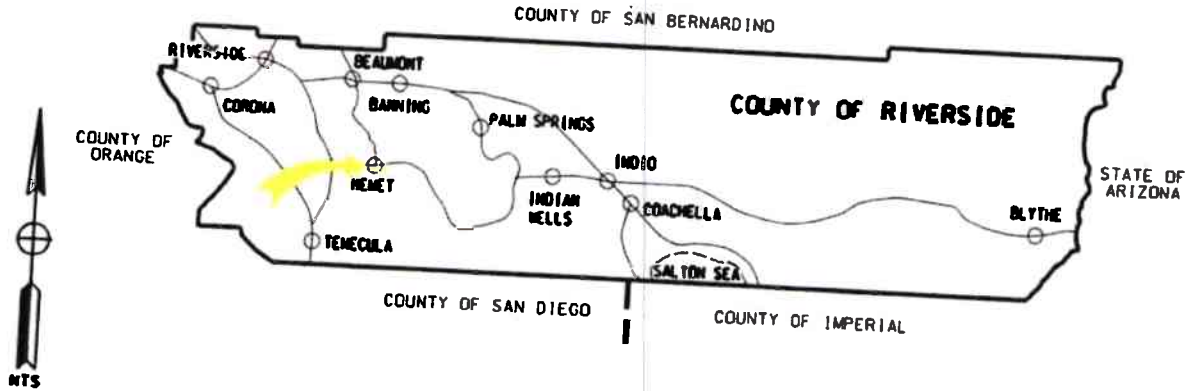 COUNTY OF SAN BERNARDINO
RIVERSIDE
BEAUMONT
CORONA
BANNING
COUNTY OF RIVERSIDE
PALM SPRINGS
COUNTY OF
ORANGE
HEMET
INDIO
STATE OF
ARIZONA
INDIAN
WELLS
COACHELLA
BLYTHE
TEMECULA
SALTON SEA
COUNTY OF SAN DIEGO
COUNTY OF IMPERIAL
NTS